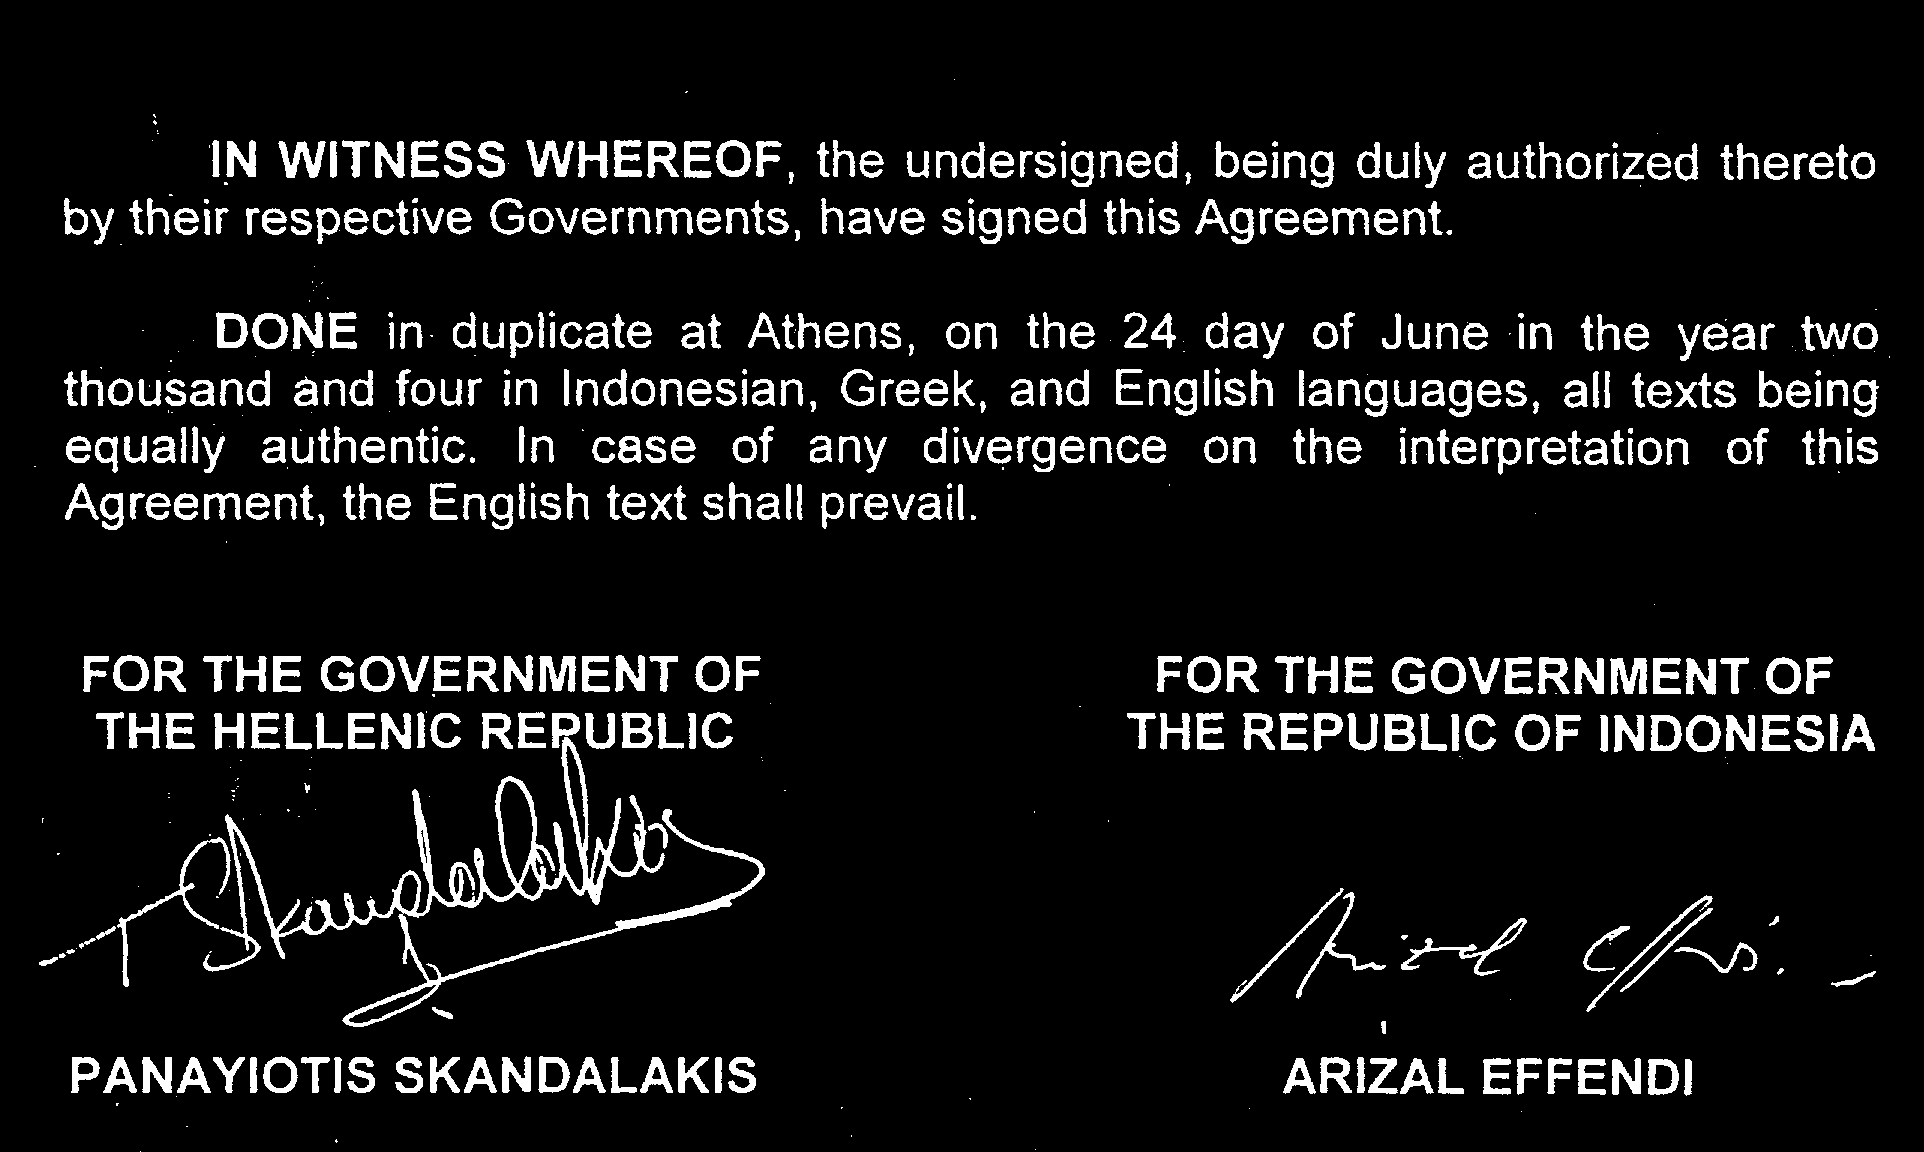 IN WITNESS WHEREOF, the undersigned, being duly authorized thereto
by their respective Governments, have signed this Agreement.
DONE in duplicate at Athens, on the 24 day of June in the year two
thousand and four in Indonesian, Greek, and English languages, all texts being
equally authentic. In case of any divergence on the interpretation of this
Agreement, the English text shall prevail.
FOR THE GOVERNMENT OF
THE HELLENIC REPUBLIC
FOR THE GOVERNMENT OF
THE REPUBLIC OF INDONESIA
Skandalakis
Arizal Effendi
PANAYIOTIS SKANDALAKIS
ARIZAL EFFENDI